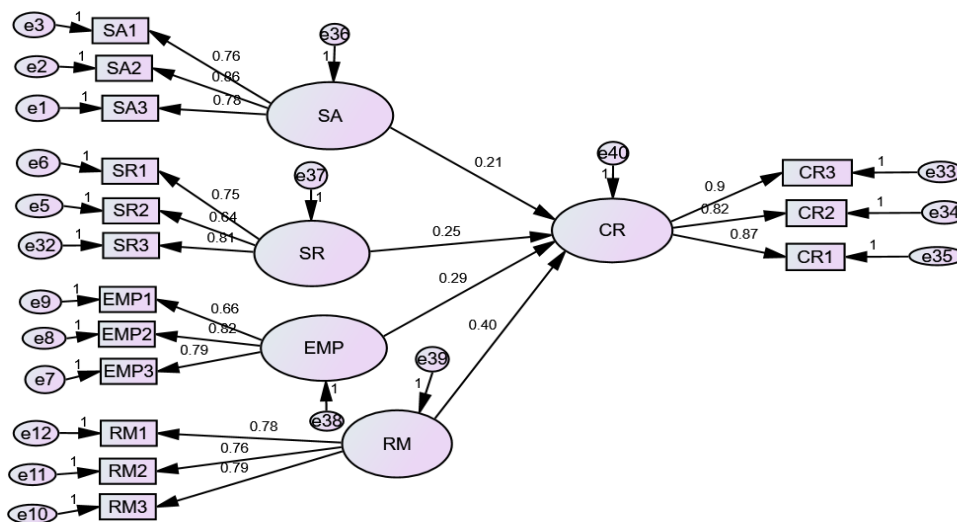 e3 1 SA1
e2 1 SA2
e1 1 SA3
0.76
0.86
0.78
e36
1
SA
0.21
e6 1 SR1
e5 1 SR2
e32 1 SR3
0.75
0.64
0.81
e37
1
SR
0.25
e9 1 EMP1
e8 1 EMP2
e7 1 EMP3
0.66
0.82
0.79
EMP
1
e38
0.29
e12 1 RM1
e11 1 RM2
e10 1 RM3
0.78
0.76
0.79
e39
1
RM
0.40
e40
1
CR
0.9
0.82
0.87
CR3 1 e33
CR2 1 e34
CR1 1 e35